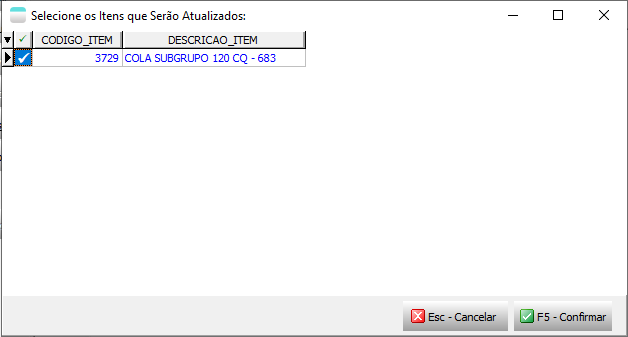 Selecione os Itens que Serão Atualizados:
CODIGO_ITEM DESCRICAO_ITEM
3729 COLA SUBGRUPO 120 CQ - 683
Esc - Cancelar F5 - Confirmar